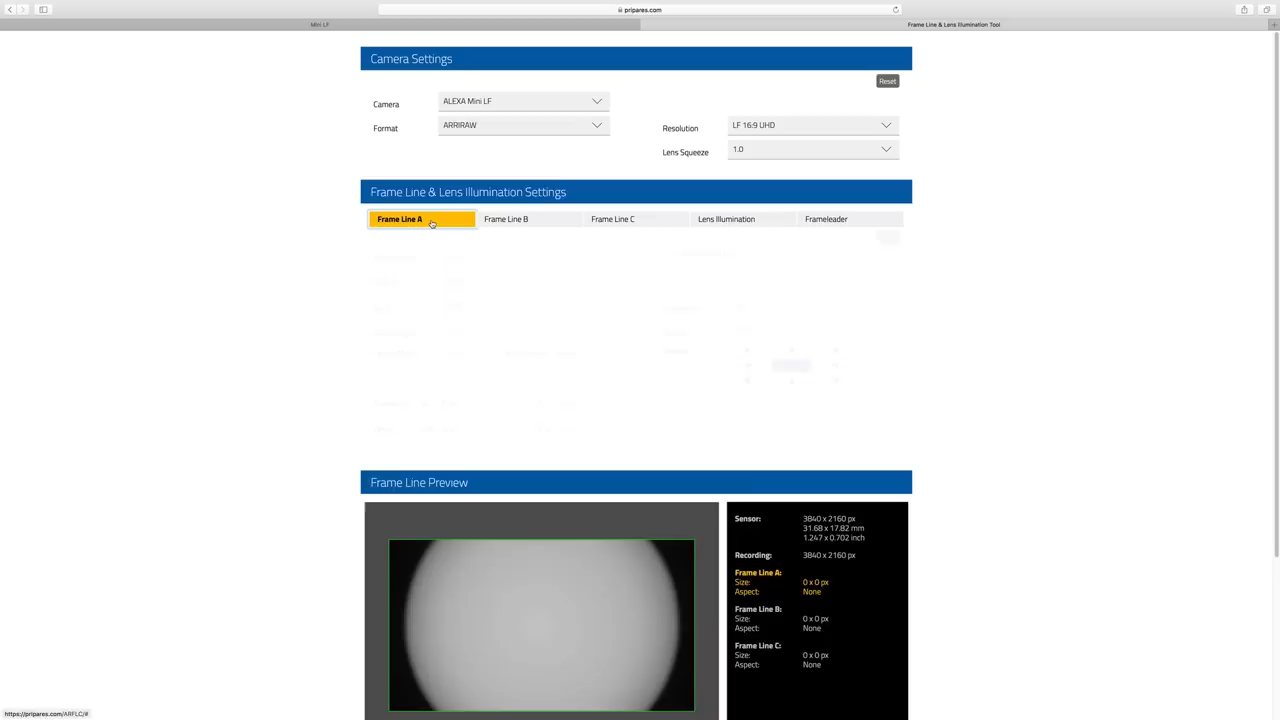 pripares.com
Mini LF
Frame Line & Lens Illumination Tool
Camera Settings
Reset
Camera
ALEXA Mini LF
Format
ARRIRAW
Resolution
LF 16:9 UHD
Lens Squeeze
1.0
Frame Line & Lens Illumination Settings
Frame Line A
Frame Line B
Frame Line C
Lens Illumination
Frameleader
Frame Line Preview
Sensor: 3840 x 2160 px
31.68 x 17.82 mm
1.247 x 0.702 inch
Recording: 3840 x 2160 px
Frame Line A:
Size: 0 x 0 px
Aspect: None
Frame Line B:
Size: 0 x 0 px
Aspect: None
Frame Line C:
Size: 0 x 0 px
Aspect: None
https://pripares.com/ARFLC/#